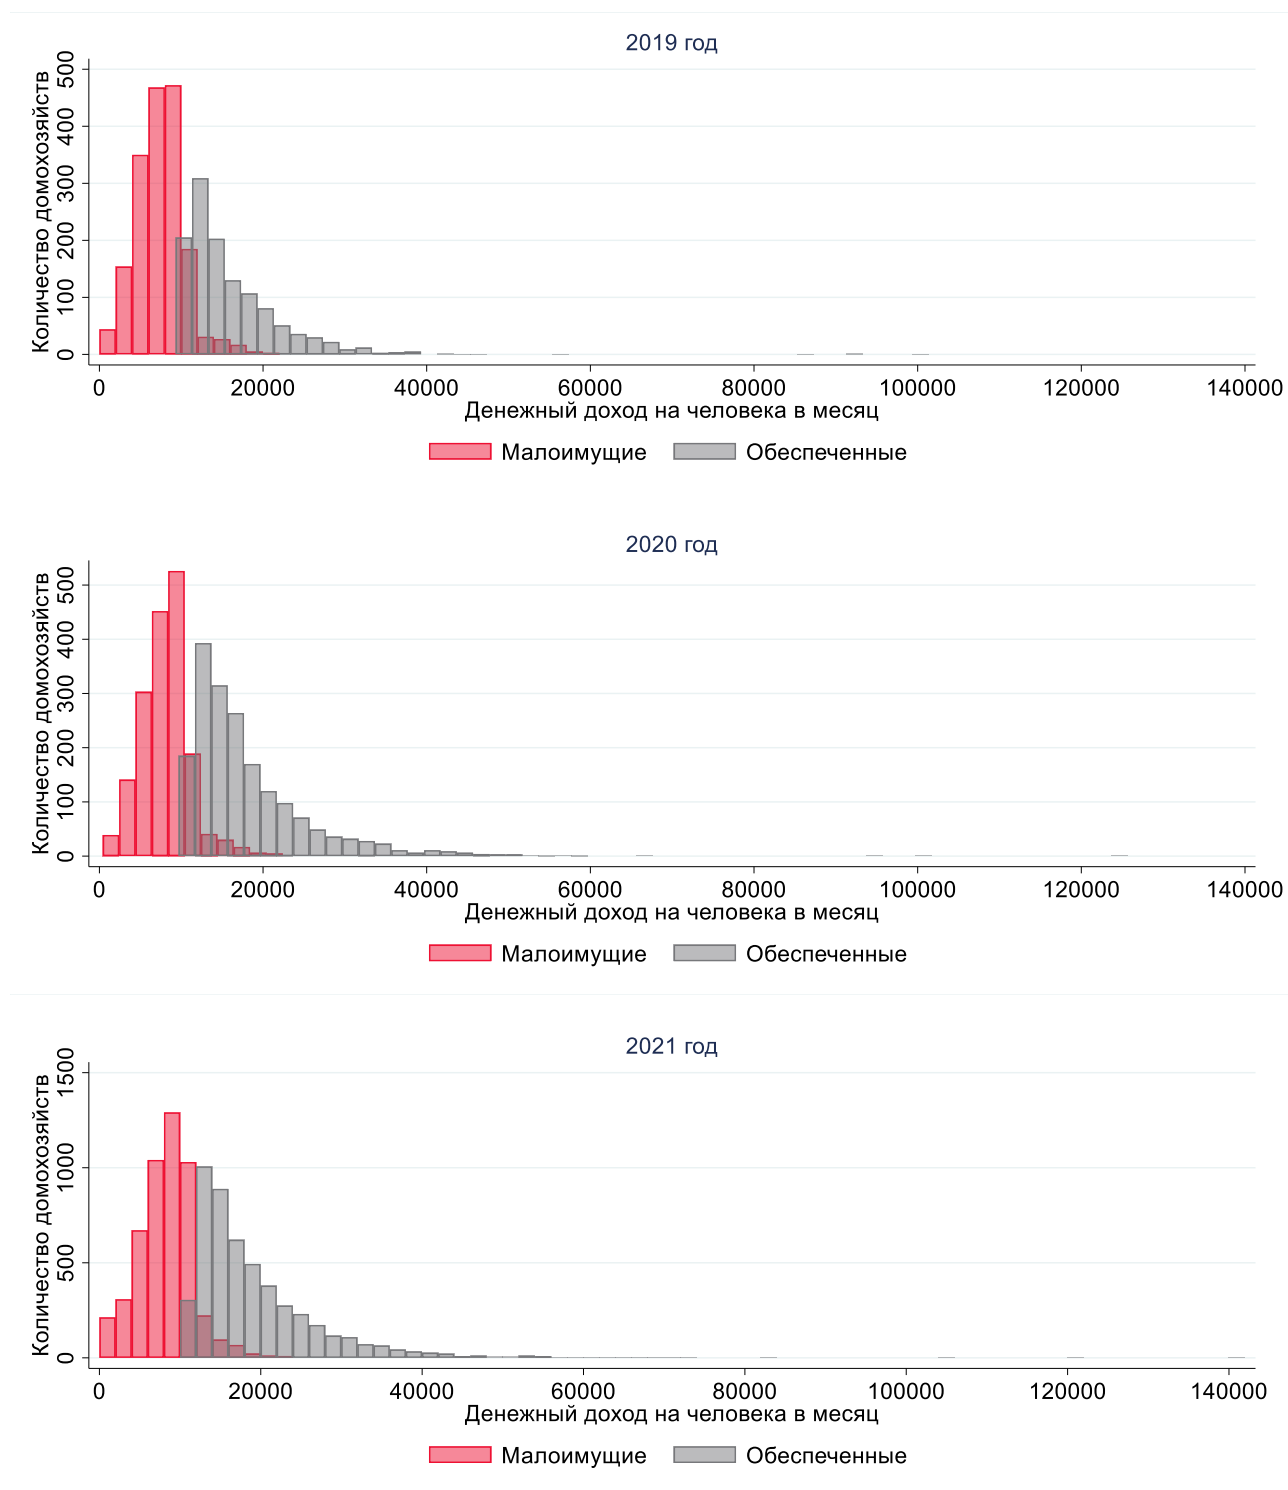 2019 год
Количество домохозяйств
500
400
300
200
100
0
0 20000 40000 60000 80000 100000 120000 140000
Денежный доход на человека в месяц
Малоимущие Обеспеченные
2020 год
Количество домохозяйств
500
400
300
200
100
0
0 20000 40000 60000 80000 100000 120000 140000
Денежный доход на человека в месяц
Малоимущие Обеспеченные
2021 год
Количество домохозяйств
1500
1000
500
0
0 20000 40000 60000 80000 100000 120000 140000
Денежный доход на человека в месяц
Малоимущие Обеспеченные